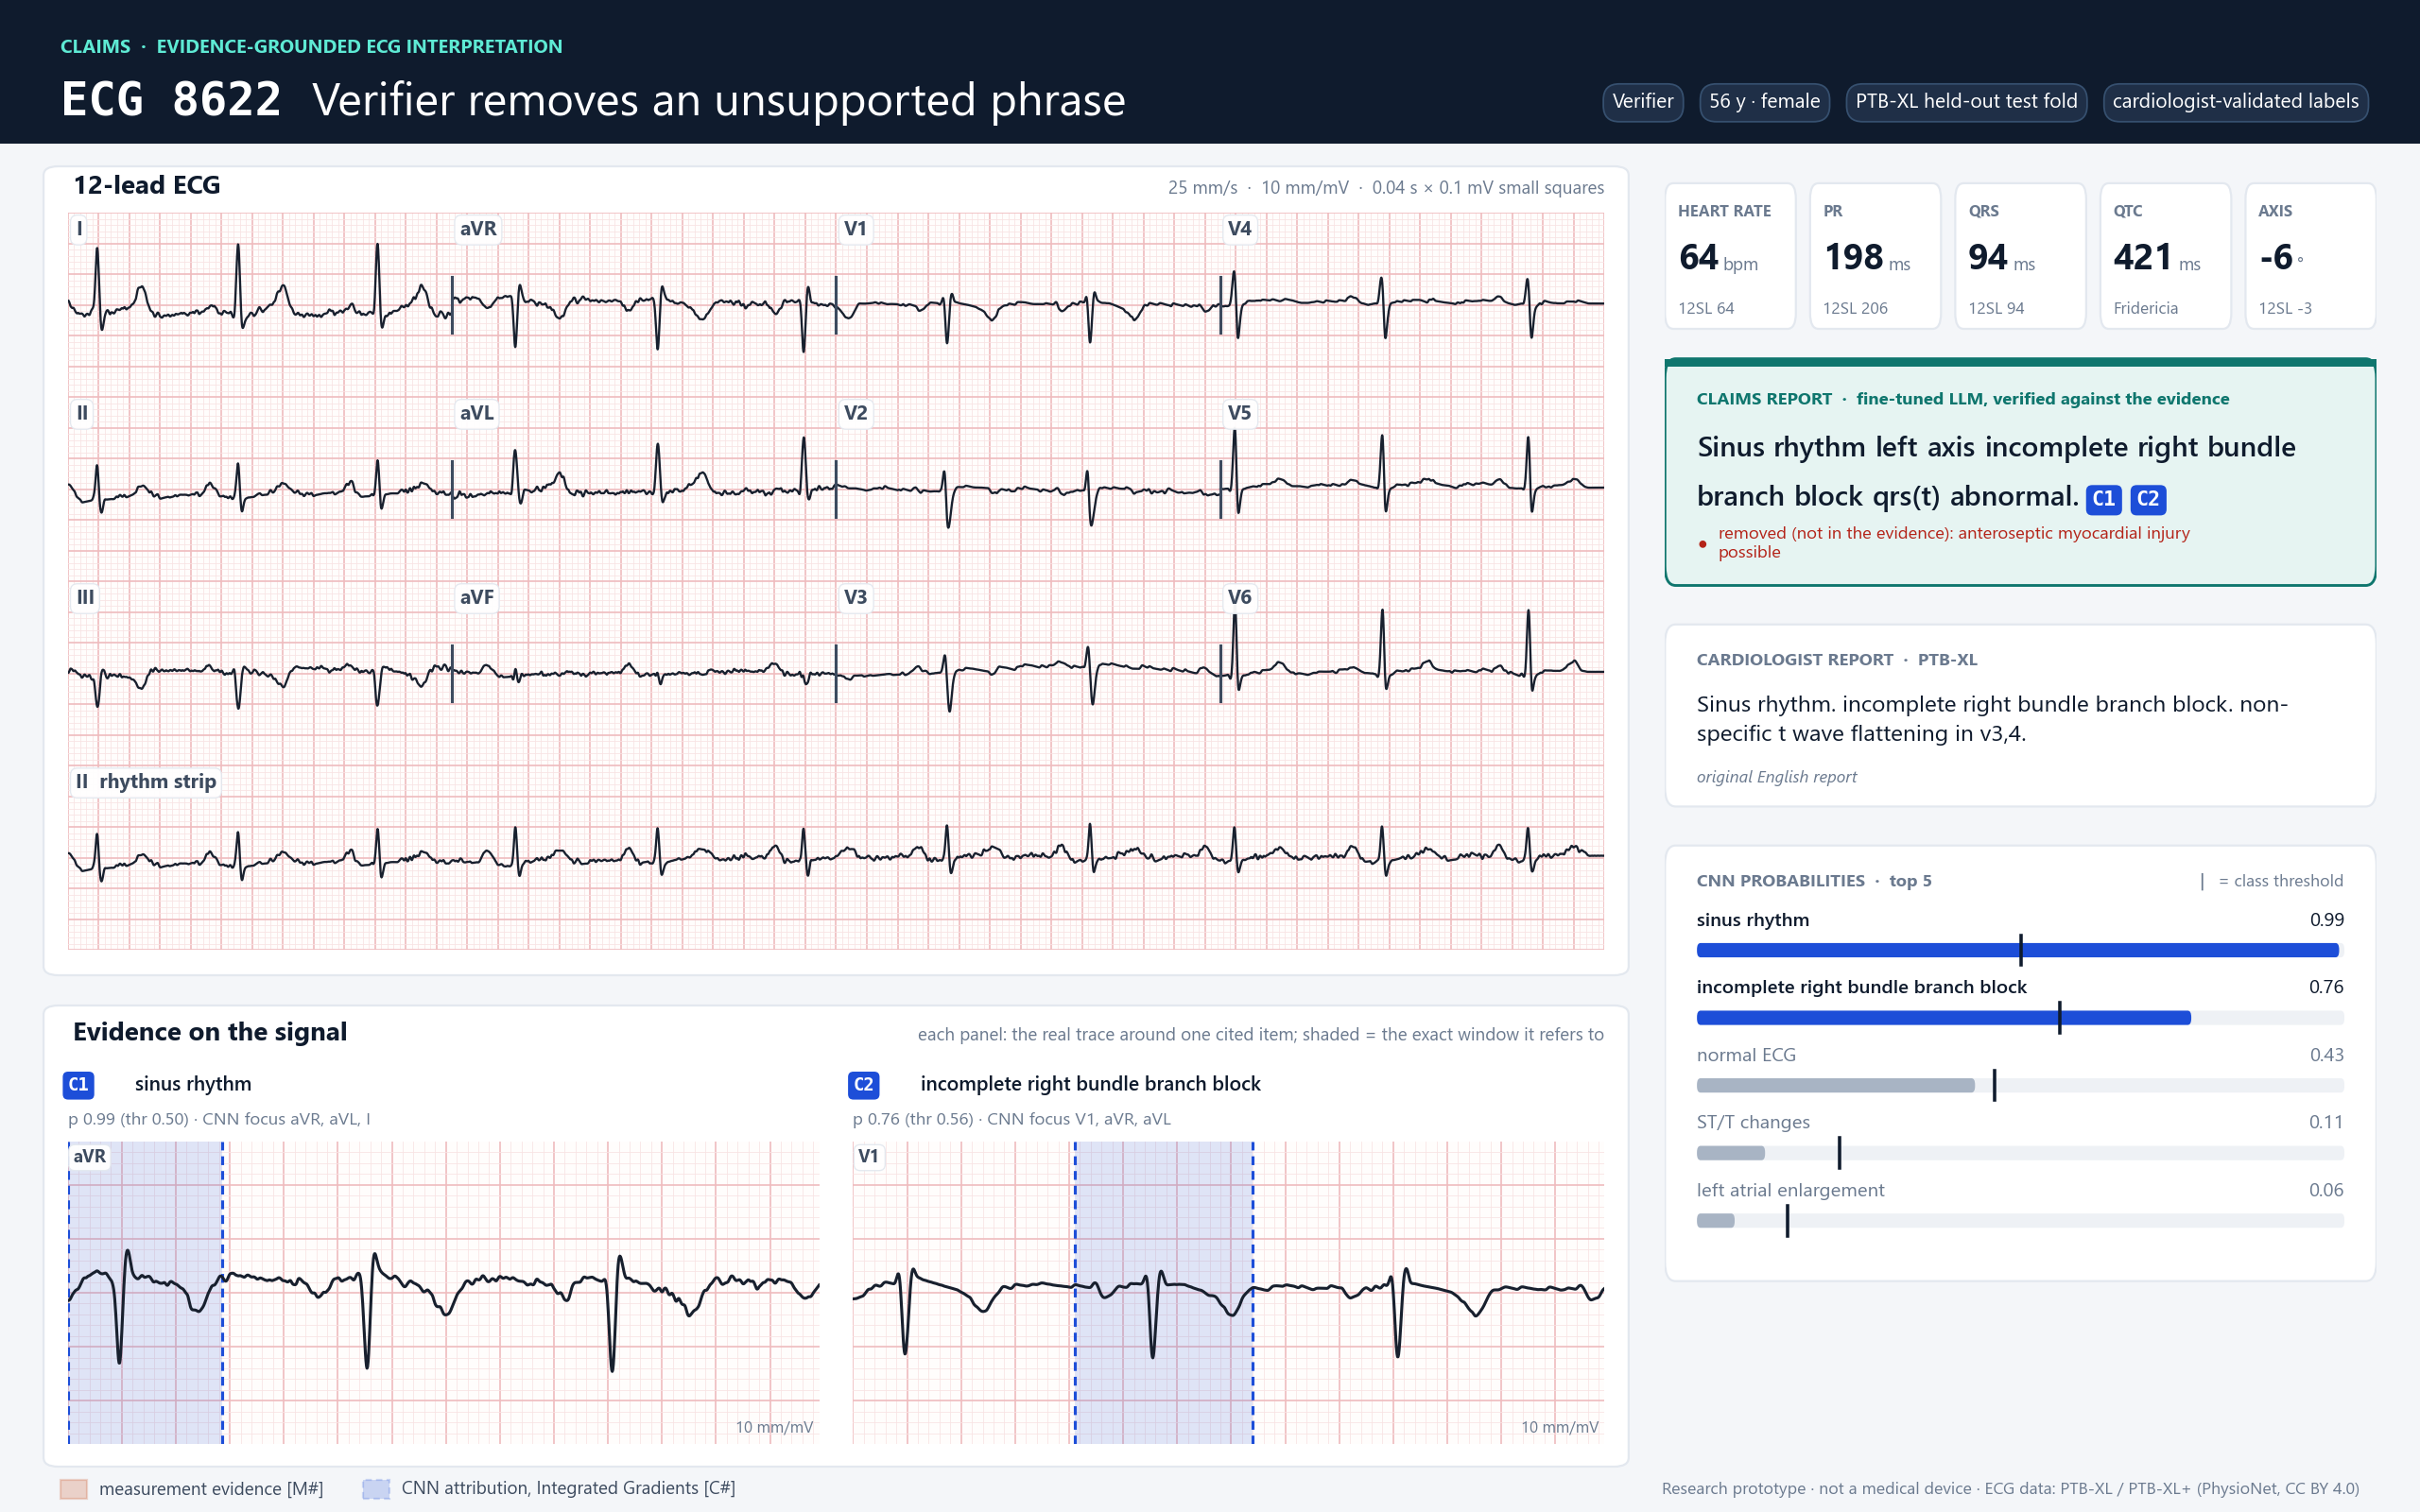 CLAIMS · EVIDENCE-GROUNDED ECG INTERPRETATION
ECG 8622 Verifier removes an unsupported phrase
Verifier
56 y · female
PTB-XL held-out test fold
cardiologist-validated labels
12-lead ECG
25 mm/s · 10 mm/mV · 0.04 s × 0.1 mV small squares
I
aVR
V1
V4
II
aVL
V2
V5
III
aVF
V3
V6
II rhythm strip
HEART RATE
64 bpm
12SL 64
PR
198 ms
12SL 206
QRS
94 ms
12SL 94
QTC
421 ms
Fridericia
AXIS
-6 °
12SL -3
CLAIMS REPORT · fine-tuned LLM, verified against the evidence
Sinus rhythm left axis incomplete right bundle
branch block qrs(t) abnormal. C1 C2
• removed (not in the evidence): anteroseptic myocardial injury
possible
CARDIOLOGIST REPORT · PTB-XL
Sinus rhythm. incomplete right bundle branch block. non-
specific t wave flattening in v3,4.
original English report
CNN PROBABILITIES · top 5
| = class threshold
sinus rhythm 0.99
incomplete right bundle branch block 0.76
normal ECG 0.43
ST/T changes 0.11
left atrial enlargement 0.06
Evidence on the signal
each panel: the real trace around one cited item; shaded = the exact window it refers to
C1 sinus rhythm
p 0.99 (thr 0.50) · CNN focus aVR, aVL, I
aVR
10 mm/mV
C2 incomplete right bundle branch block
p 0.76 (thr 0.56) · CNN focus V1, aVR, aVL
V1
10 mm/mV
measurement evidence [M#]
CNN attribution, Integrated Gradients [C#]
Research prototype · not a medical device · ECG data: PTB-XL / PTB-XL+ (PhysioNet, CC BY 4.0)